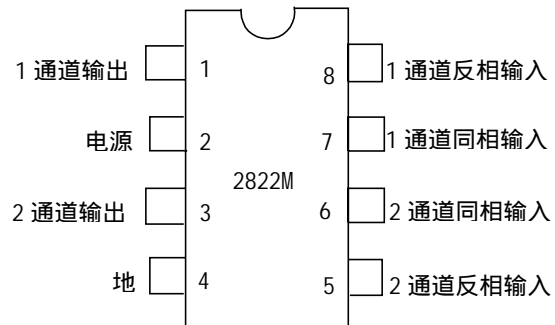 1 通道输出 1 8 1 通道反相输入
电源 2 7 1 通道同相输入
2822M
2 通道输出 3 6 2 通道同相输入
地 4 5 2 通道反相输入